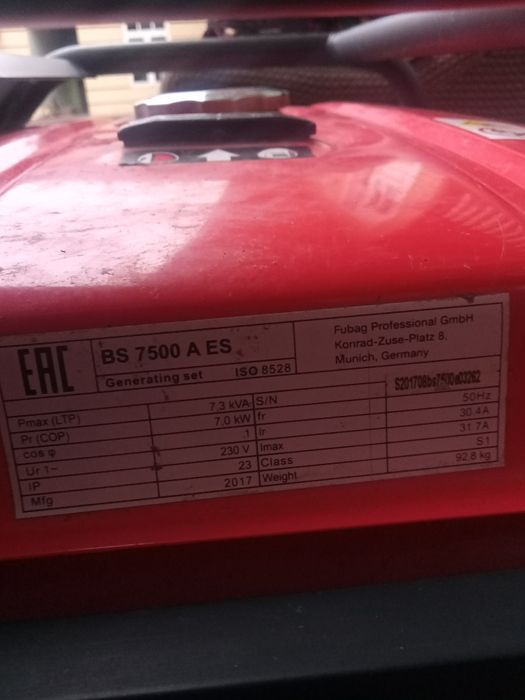 EAC
BS 7500 A ES
Generating set ISO 8528
Fubag Professional GmbH
Konrad-Zuse-Platz 8,
Munich, Germany
Pmax (LTP) 7,3 kVA S/N S201708bs7500a03262
Pr (COP) 7.0 kW fr 50Hz
cos φ 1 Ir 30.4A
Ur 1~ 230 V Imax 31.7A
IP 23 Class S1
Mfg 2017 Weight 92.8 kg